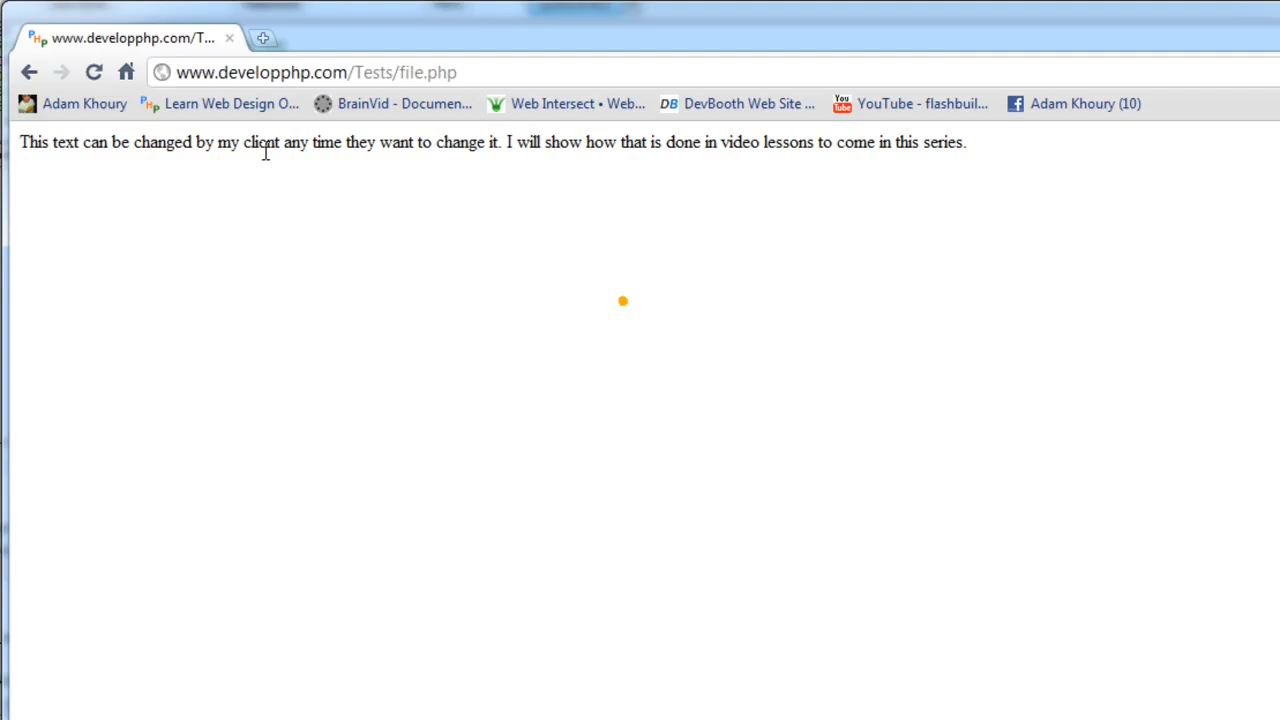 www.developphp.com/T...
www.developphp.com/Tests/file.php
Adam Khoury PHP Learn Web Design O... BrainVid - Documen... Web Intersect • Web... DB DevBooth Web Site ... You Tube YouTube - flashbuil... f Adam Khoury (10)
This text can be changed by my client any time they want to change it. I will show how that is done in video lessons to come in this series.